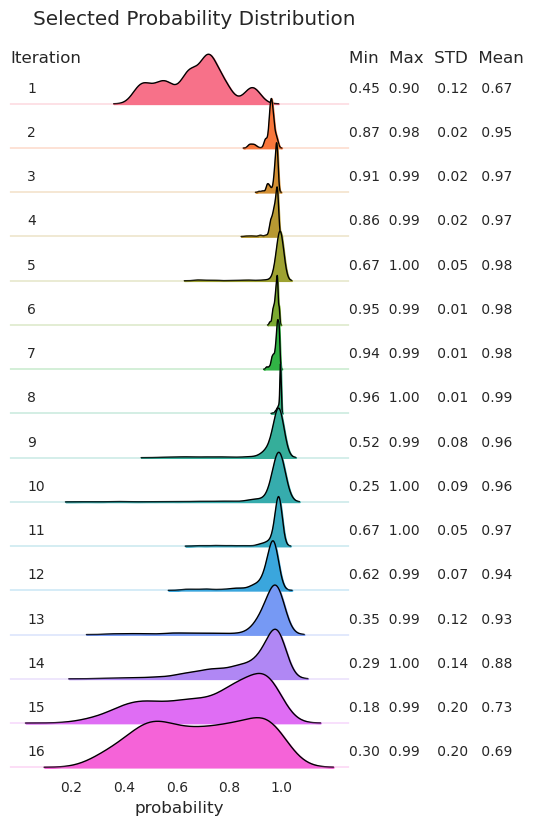 Selected Probability Distribution
Iteration Min Max STD Mean
1 0.45 0.90 0.12 0.67
2 0.87 0.98 0.02 0.95
3 0.91 0.99 0.02 0.97
4 0.86 0.99 0.02 0.97
5 0.67 1.00 0.05 0.98
6 0.95 0.99 0.01 0.98
7 0.94 0.99 0.01 0.98
8 0.96 1.00 0.01 0.99
9 0.52 0.99 0.08 0.96
10 0.25 1.00 0.09 0.96
11 0.67 1.00 0.05 0.97
12 0.62 0.99 0.07 0.94
13 0.35 0.99 0.12 0.93
14 0.29 1.00 0.14 0.88
15 0.18 0.99 0.20 0.73
16 0.30 0.99 0.20 0.69
0.2 0.4 0.6 0.8 1.0
probability